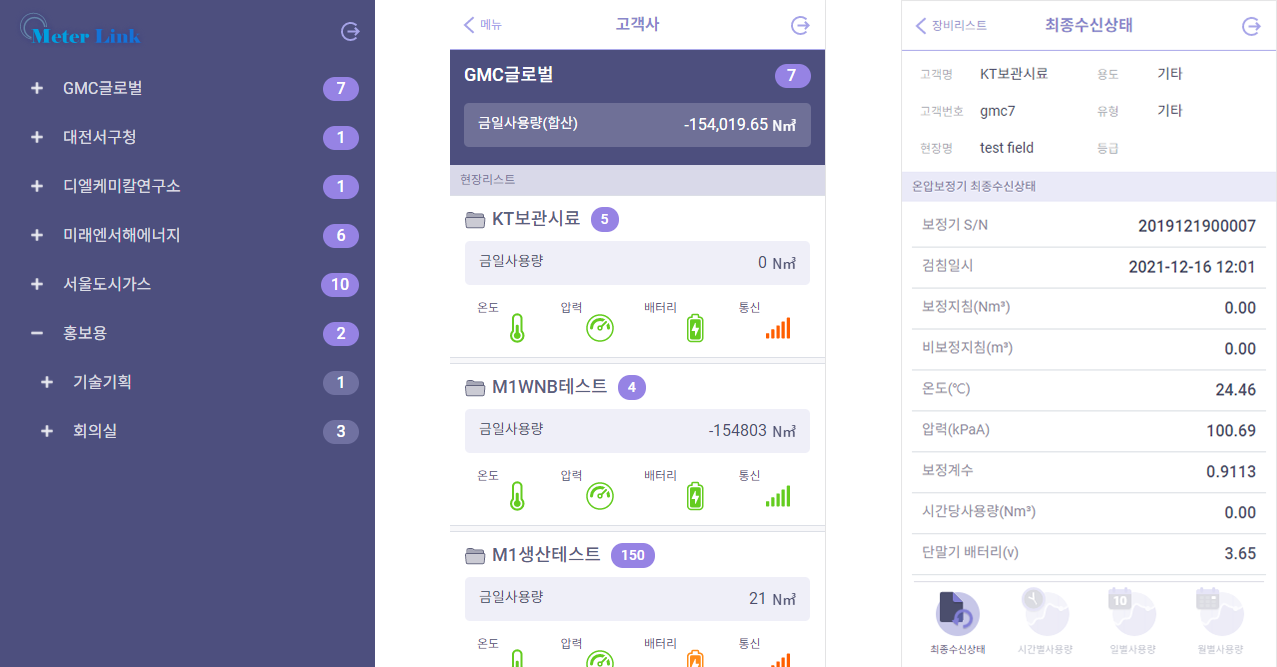 Meter Link
GMC글로벌 7
대전서구청 1
디엘케미칼연구소 1
미래엔서해에너지 6
서울도시가스 10
홍보용 2
기술기획 1
회의실 3
메뉴 고객사
GMC글로벌 7
금일사용량(합산) -154,019.65 N㎥
현장리스트
KT보관시료 5
금일사용량 0 N㎥
온도 압력 배터리 통신
M1WNB테스트 4
금일사용량 -154803 N㎥
온도 압력 배터리 통신
M1생산테스트 150
금일사용량 21 N㎥
온도 압력 배터리 통신
장비리스트 최종수신상태
고객명 KT보관시료 용도 기타
고객번호 gmc7 유형 기타
현장명 test field 등급
온압보정기 최종수신상태
보정기 S/N 2019121900007
검침일시 2021-12-16 12:01
보정지침(Nm³) 0.00
비보정지침(m³) 0.00
온도(℃) 24.46
압력(kPaA) 100.69
보정계수 0.9113
시간당사용량(Nm³) 0.00
단말기 배터리(v) 3.65
10
최종수신상태 시간별사용량 일별사용량 월별사용량